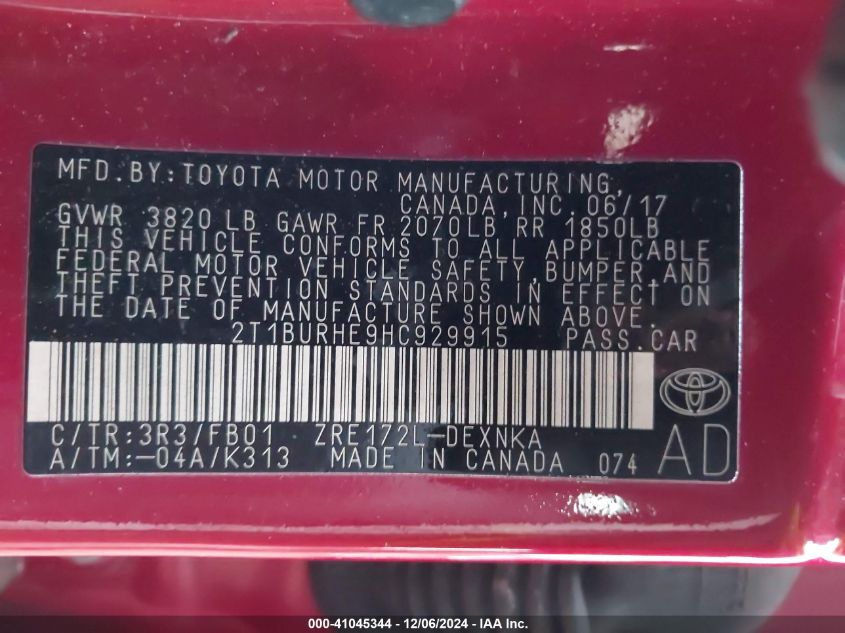 MFD. BY: TOYOTA MOTOR MANUFACTURING,
CANADA, INC. 06/17
GVWR 3820 LB GAWR FR 2070LB RR 1850LB
THIS VEHICLE CONFORMS TO ALL APPLICABLE
FEDERAL MOTOR VEHICLE SAFETY, BUMPER, AND
THEFT PREVENTION STANDARDS IN EFFECT ON
THE DATE OF MANUFACTURE SHOWN ABOVE.
2T1BURHE9HC929915 PASS. CAR
C/TR: 3R3/FB01 ZRE172L-DEXNKA
A/TM: -04A/K313 MADE IN CANADA 074
AD
000-41045344 - 12/06/2024 - IAA Inc.